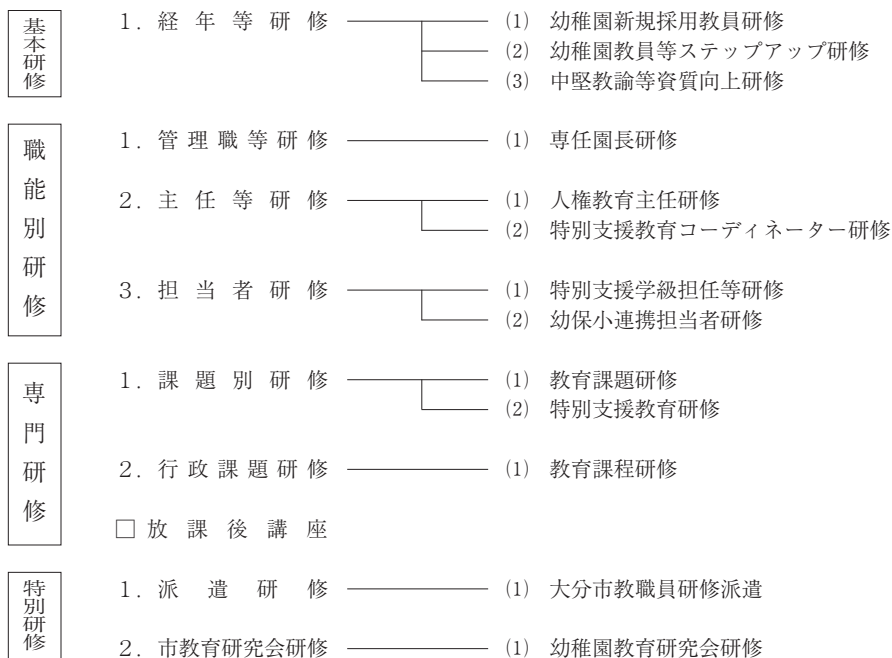 基本研修
1．経年等研修 (1) 幼稚園新規採用教員研修
(2) 幼稚園教員等ステップアップ研修
(3) 中堅教諭等資質向上研修
職能別研修
1．管理職等研修 (1) 専任園長研修
2．主任等研修 (1) 人権教育主任研修
(2) 特別支援教育コーディネーター研修
3．担当者研修 (1) 特別支援学級担任等研修
(2) 幼保小連携担当者研修
専門研修
1．課題別研修 (1) 教育課題研修
(2) 特別支援教育研修
2．行政課題研修 (1) 教育課程研修
□放課後講座
特別研修
1．派遣研修 (1) 大分市教職員研修派遣
2．市教育研究会研修 (1) 幼稚園教育研究会研修